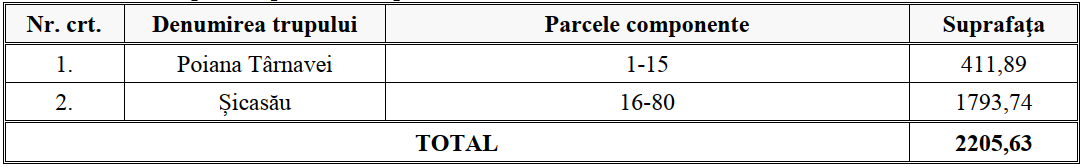 Nr. crt. Denumirea trupului Parcele componente Suprafaţa
1. Poiana Târnavei 1-15 411,89
2. Șicasău 16-80 1793,74
TOTAL 2205,63